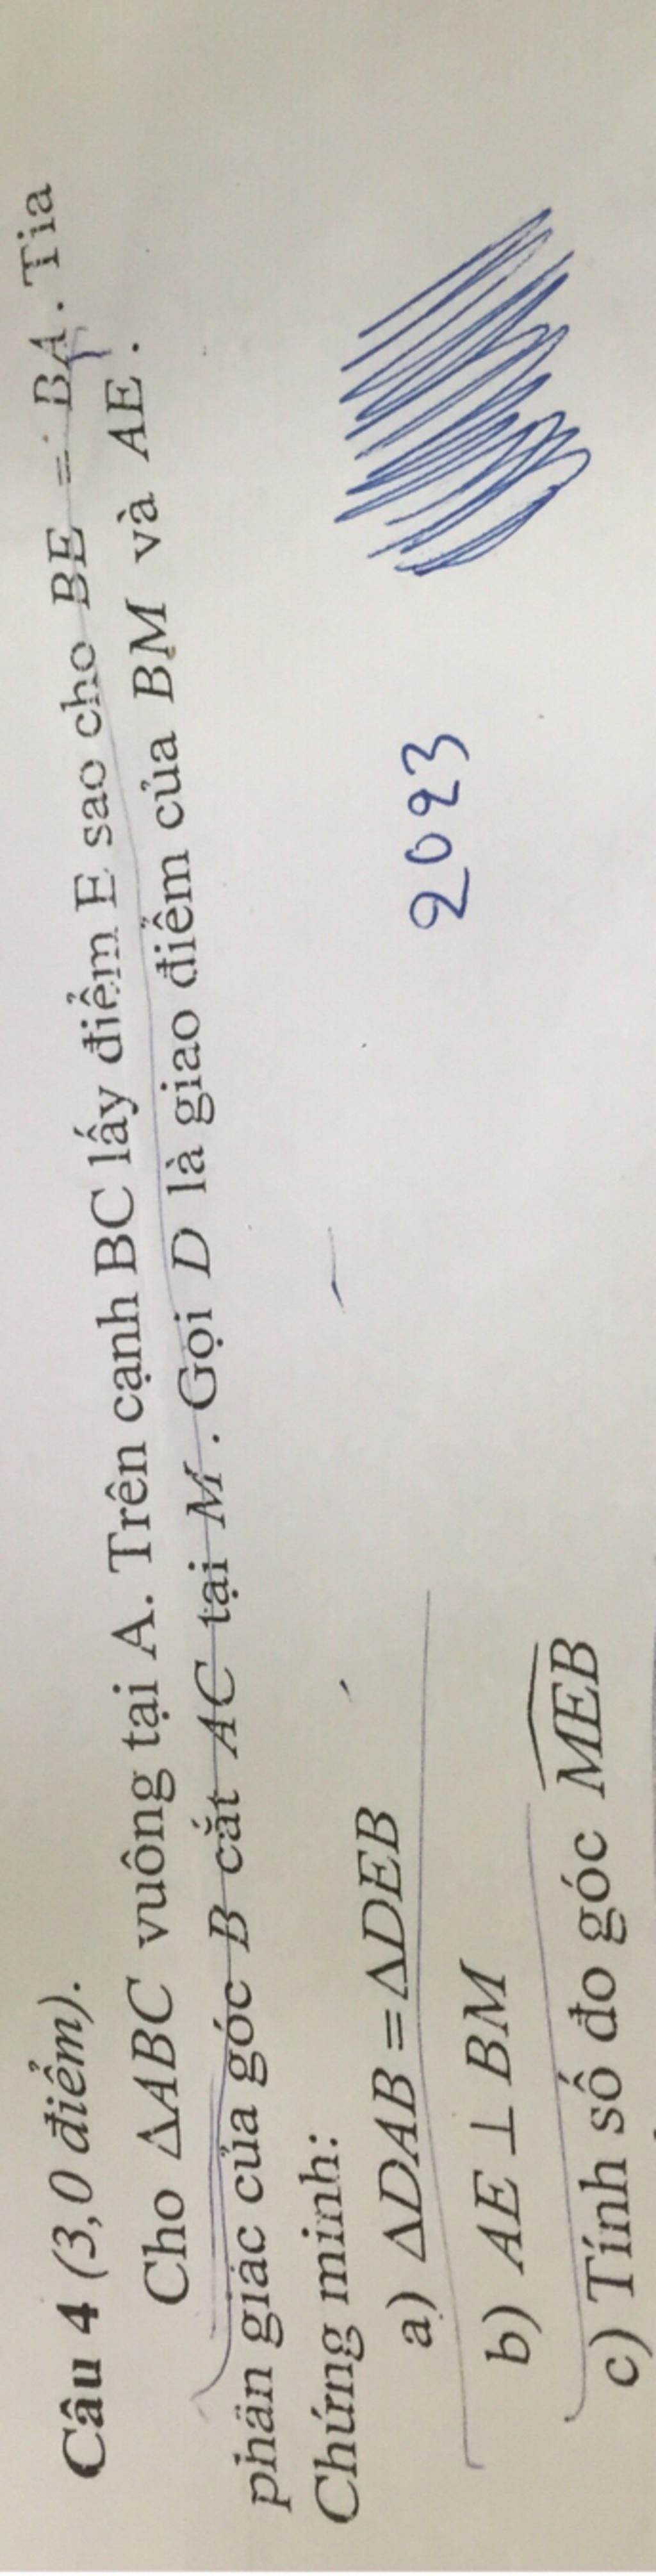 Câu 4 (3,0 điểm).
Cho ΔABC vuông tại A. Trên cạnh BC lấy điểm E sao cho BE = BA. Tia
phân giác của góc B cắt AC tại M. Gọi D là giao điểm của BM và AE.
Chứng minh:
a) ΔDAB = ΔDEB
b) AE ⊥ BM
2023
c) Tính số đo góc MEB